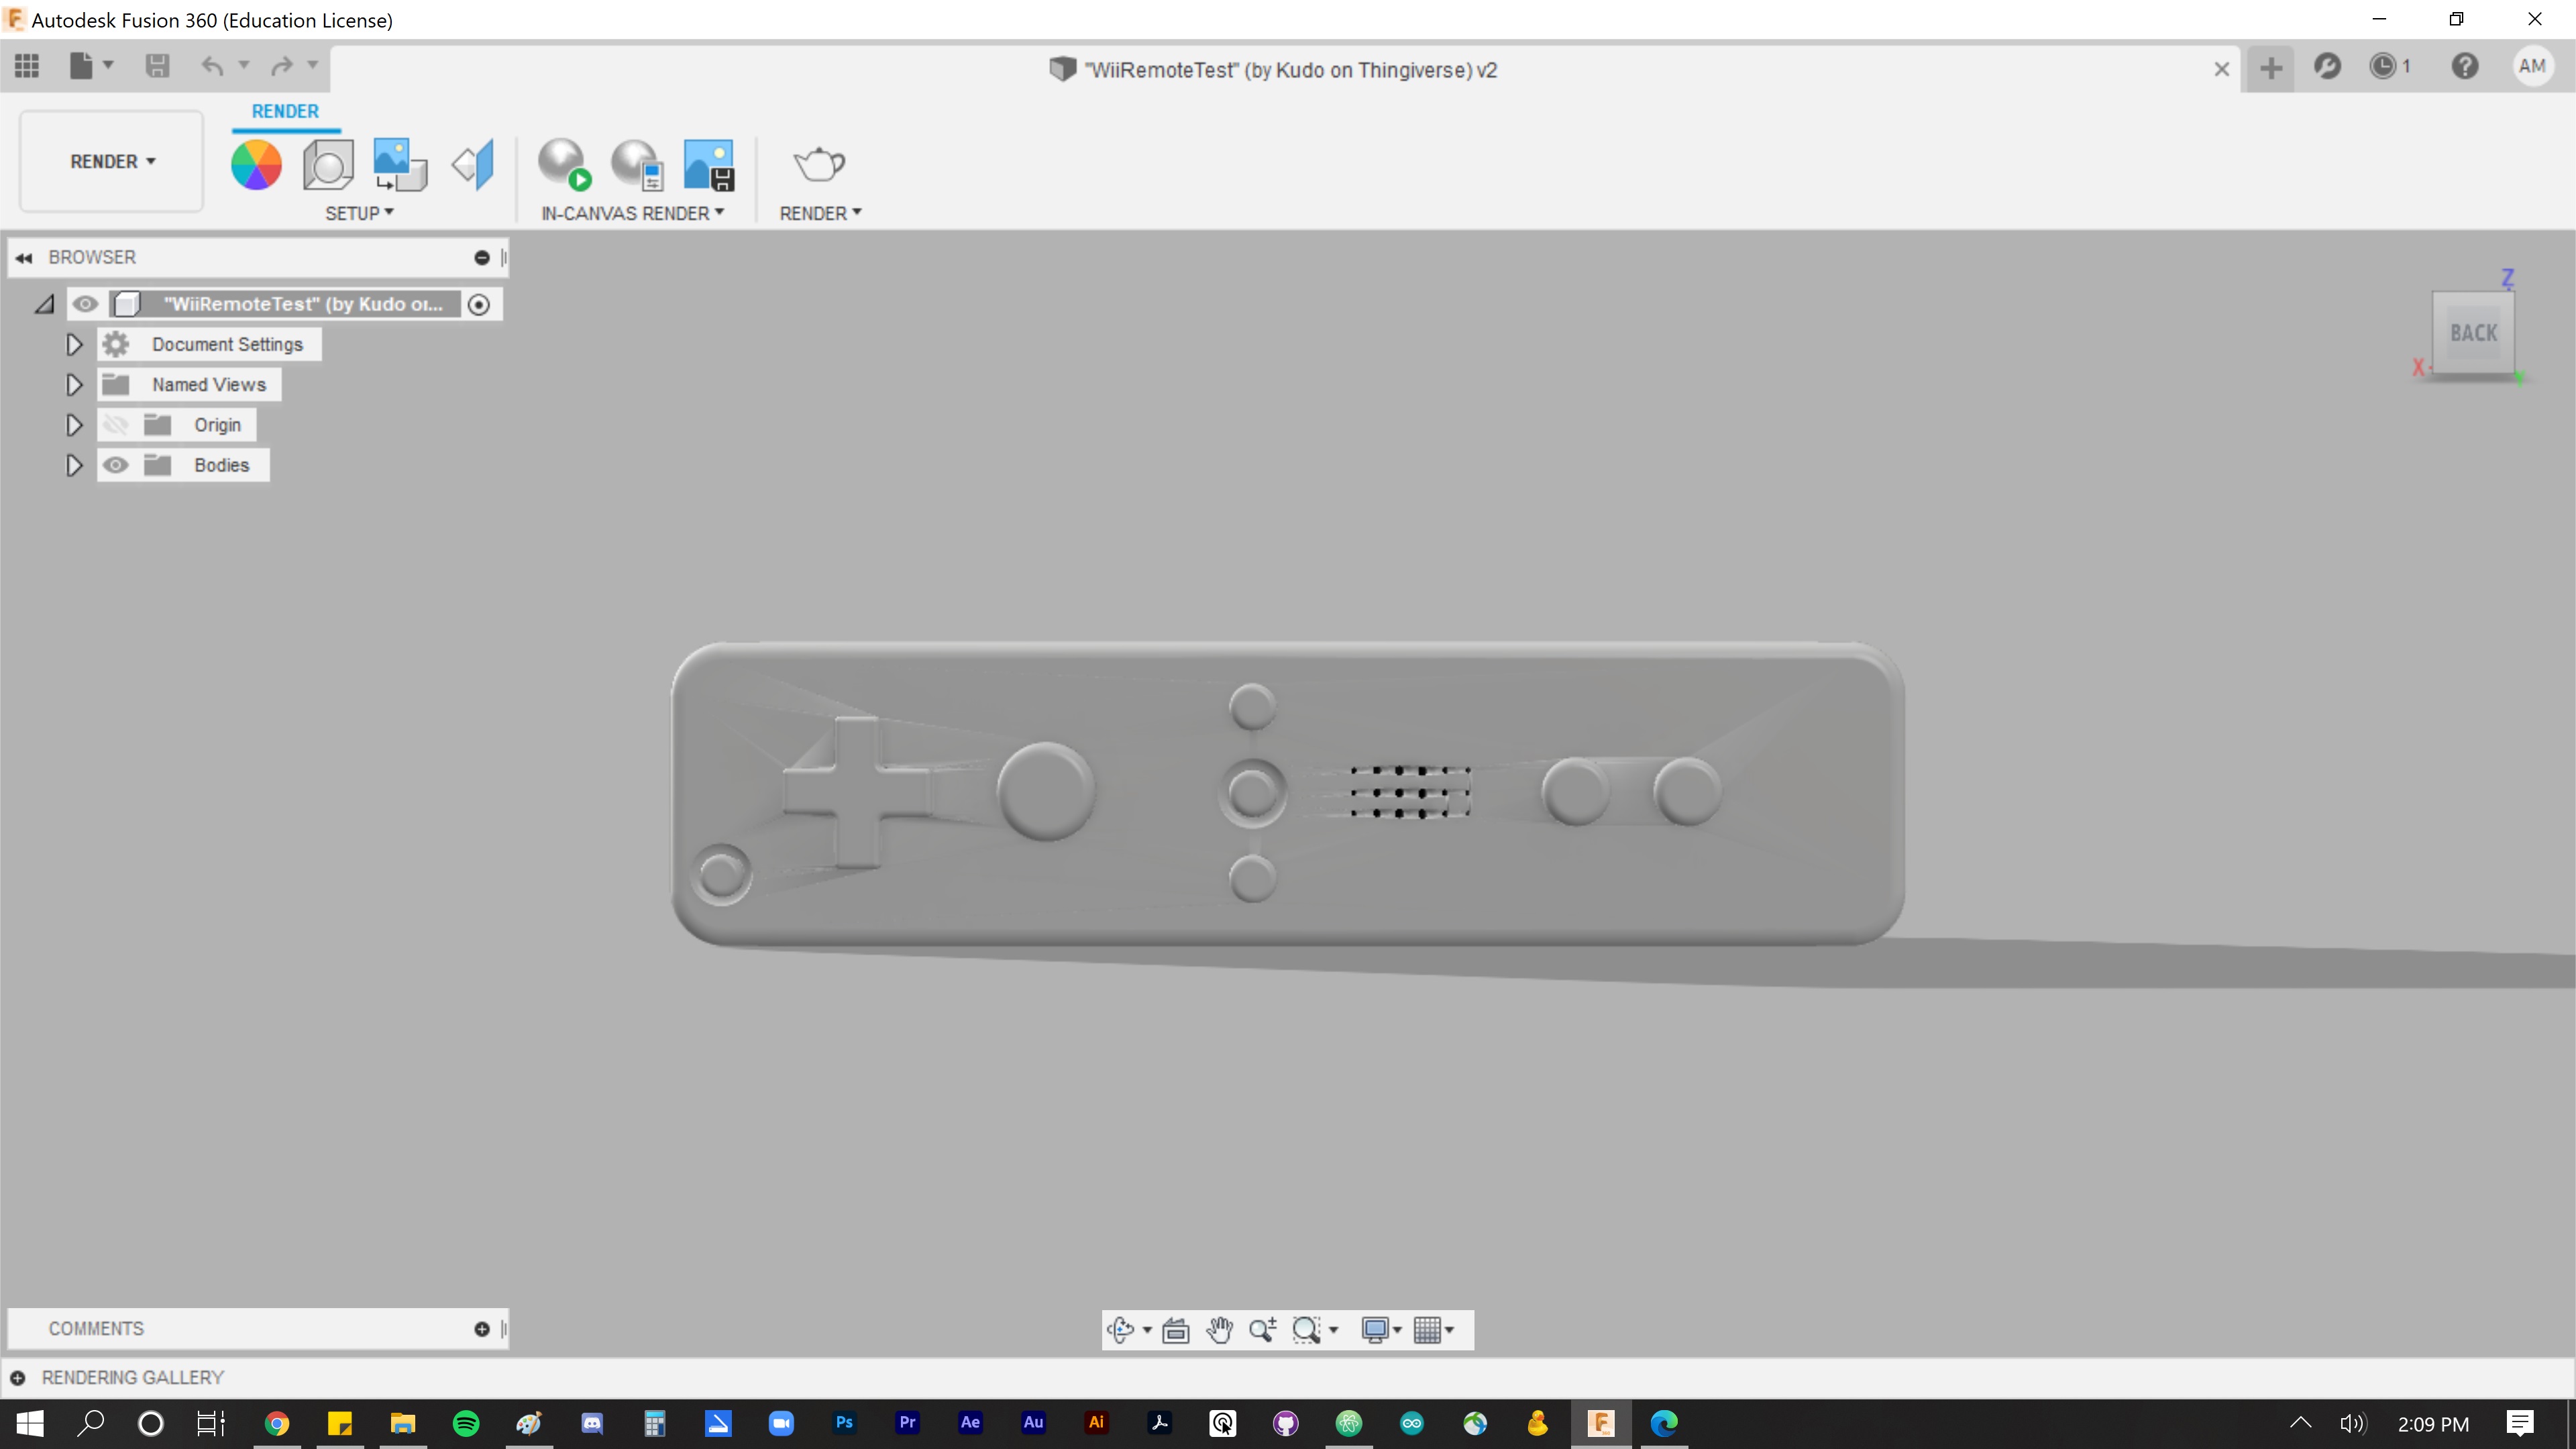 Autodesk Fusion 360 (Education License)
"WiiRemoteTest" (by Kudo on Thingiverse) v2
1
AM
RENDER
RENDER
SETUP
IN-CANVAS RENDER
RENDER
BROWSER
"WiiRemoteTest" (by Kudo oı...
Document Settings
Named Views
Origin
Bodies
Z
BACK
X
Y
COMMENTS
RENDERING GALLERY
Ps
Pr
Ae
Au
Ai
F
2:09 PM